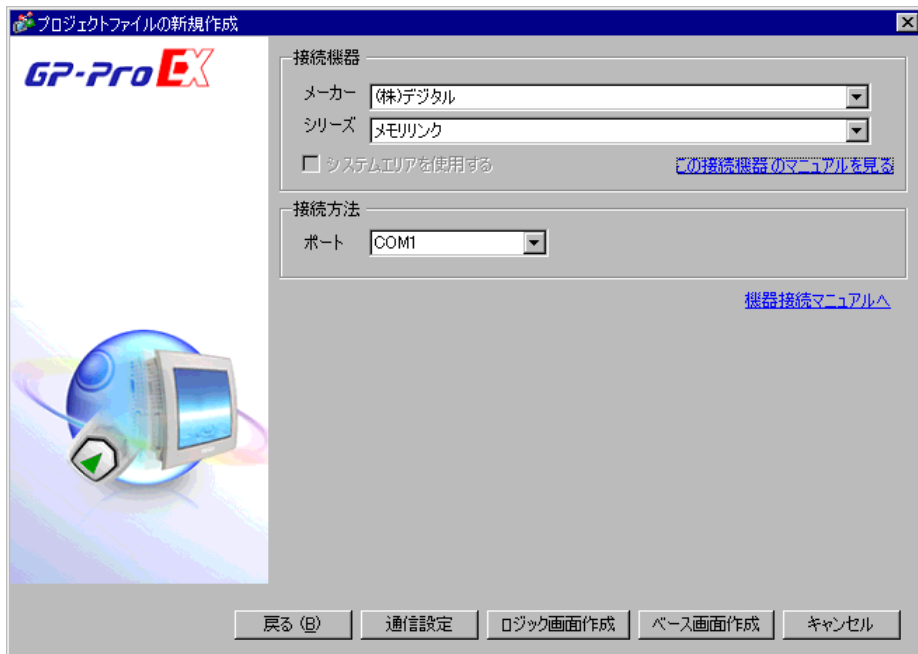 プロジェクトファイルの新規作成
GP-Pro EX
接続機器
メーカー (株)デジタル
シリーズ メモリリンク
システムエリアを使用する この接続機器のマニュアルを見る
接続方法
ポート COM1
機器接続マニュアルへ
戻る (B) 通信設定 ロジック画面作成 ベース画面作成 キャンセル